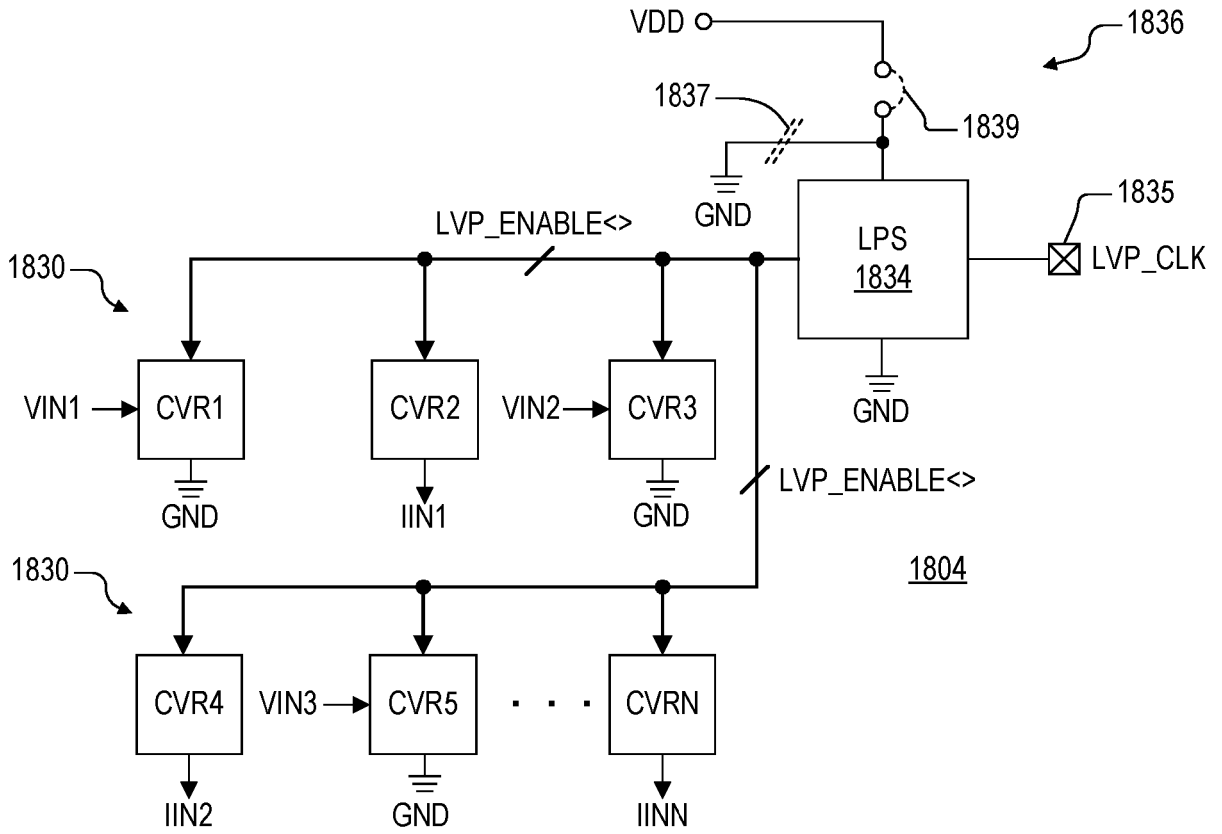 VDD
1836
1837
1839
GND
1835
LVP_ENABLE<>
LPS
1834
LVP_CLK
1830
GND
VIN1
CVR1
CVR2
VIN2
CVR3
LVP_ENABLE<>
GND
IIN1
GND
1830
1804
CVR4
VIN3
CVR5
. . .
CVRN
IIN2
GND
IINN